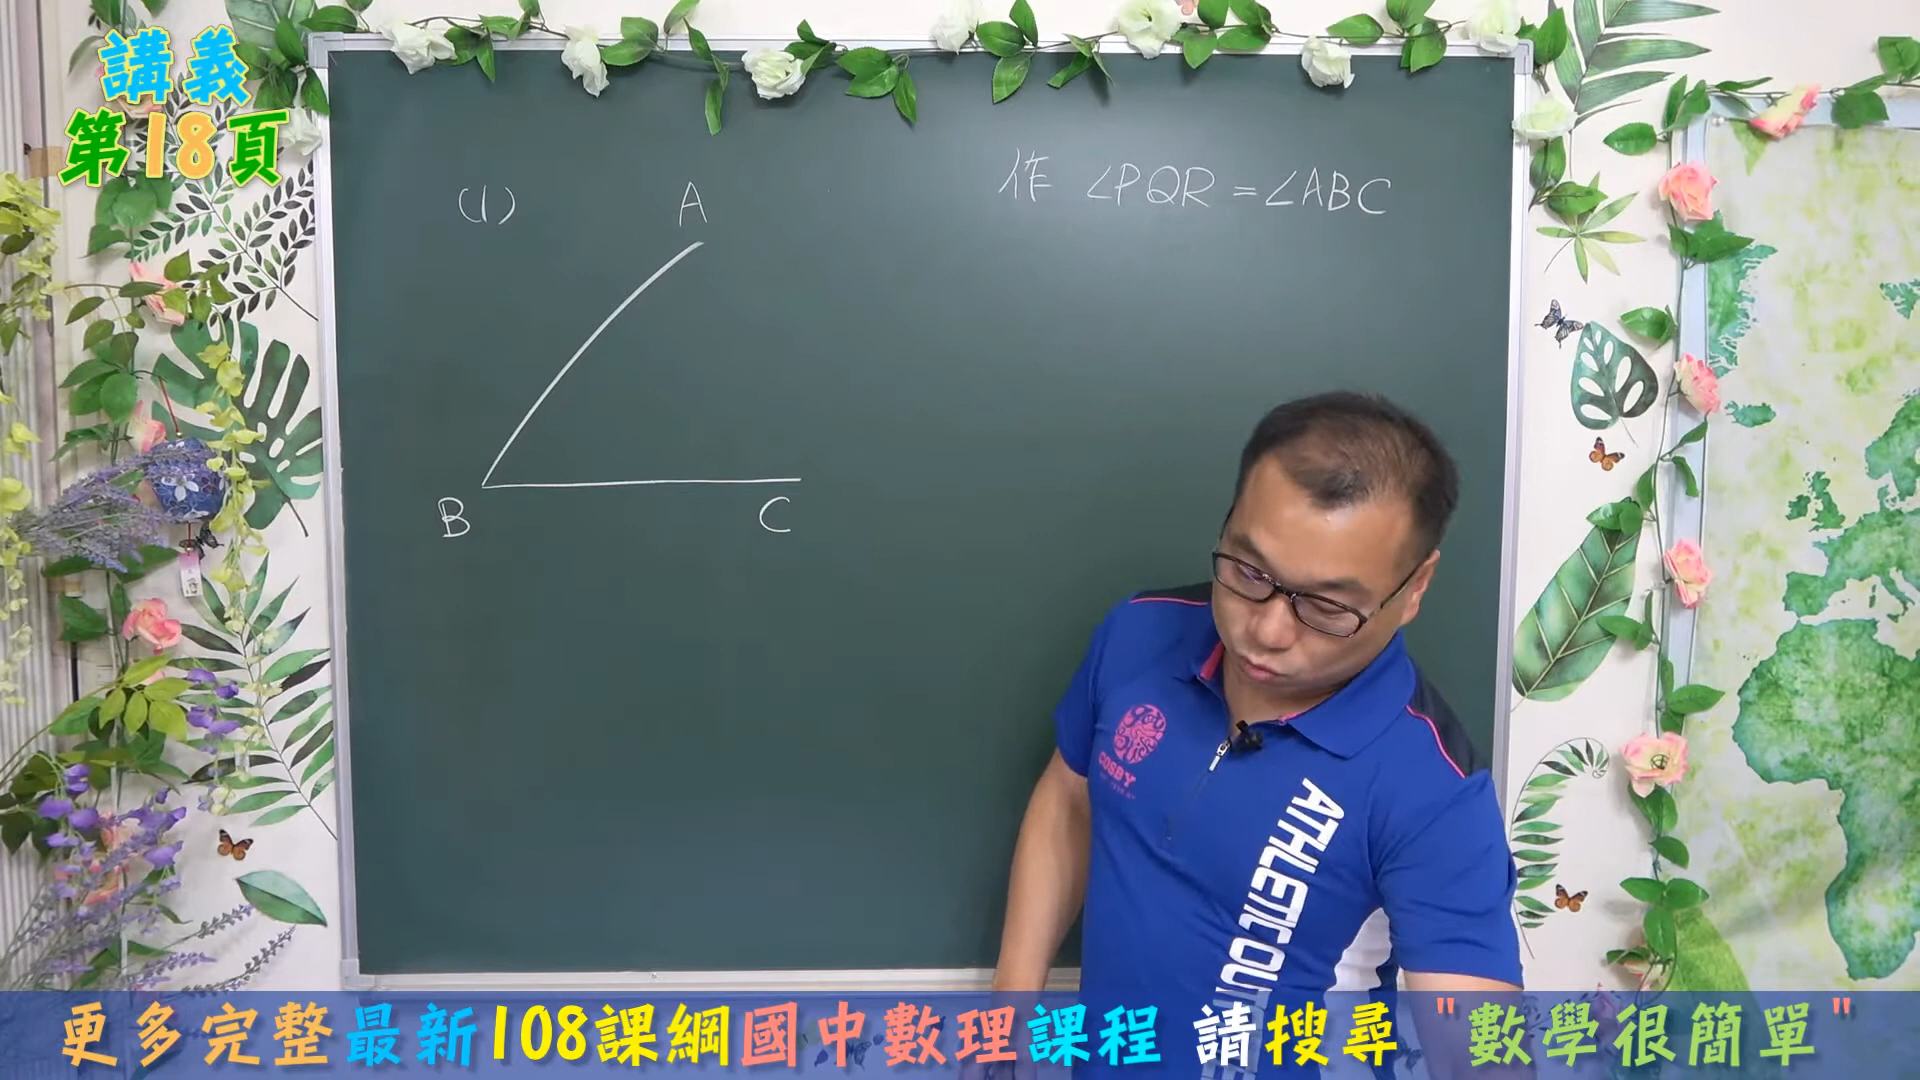 講義
第18頁
(1)
A
作 ∠PQR=∠ABC
B
C
COSBY
ATHLETIC OUT
更多完整最新108課綱國中數理課程 請搜尋 "數學很簡單"